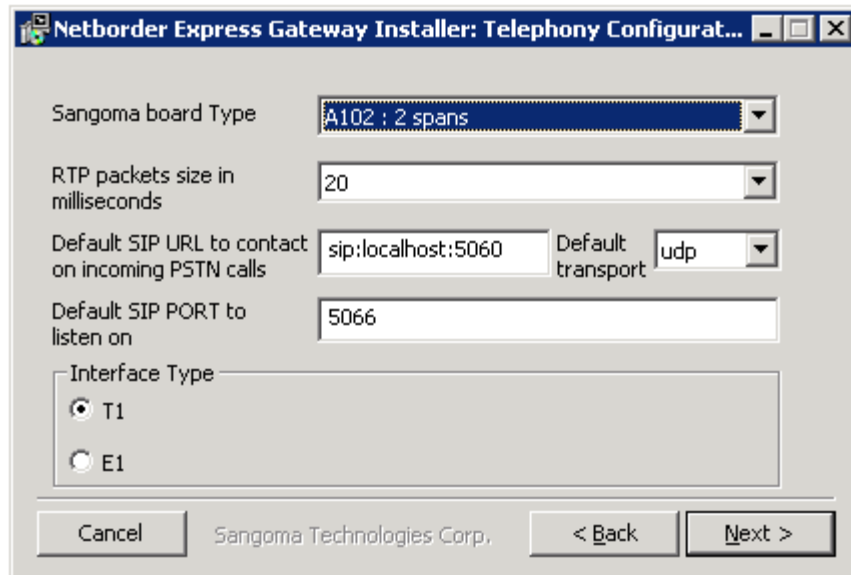 Netborder Express Gateway Installer: Telephony Configurat...
Sangoma board Type
A102 : 2 spans
RTP packets size in
milliseconds
20
Default SIP URL to contact
on incoming PSTN calls
sip:localhost:5060
Default
transport
udp
Default SIP PORT to
listen on
5066
Interface Type
T1
E1
Cancel
Sangoma Technologies Corp.
< Back
Next >